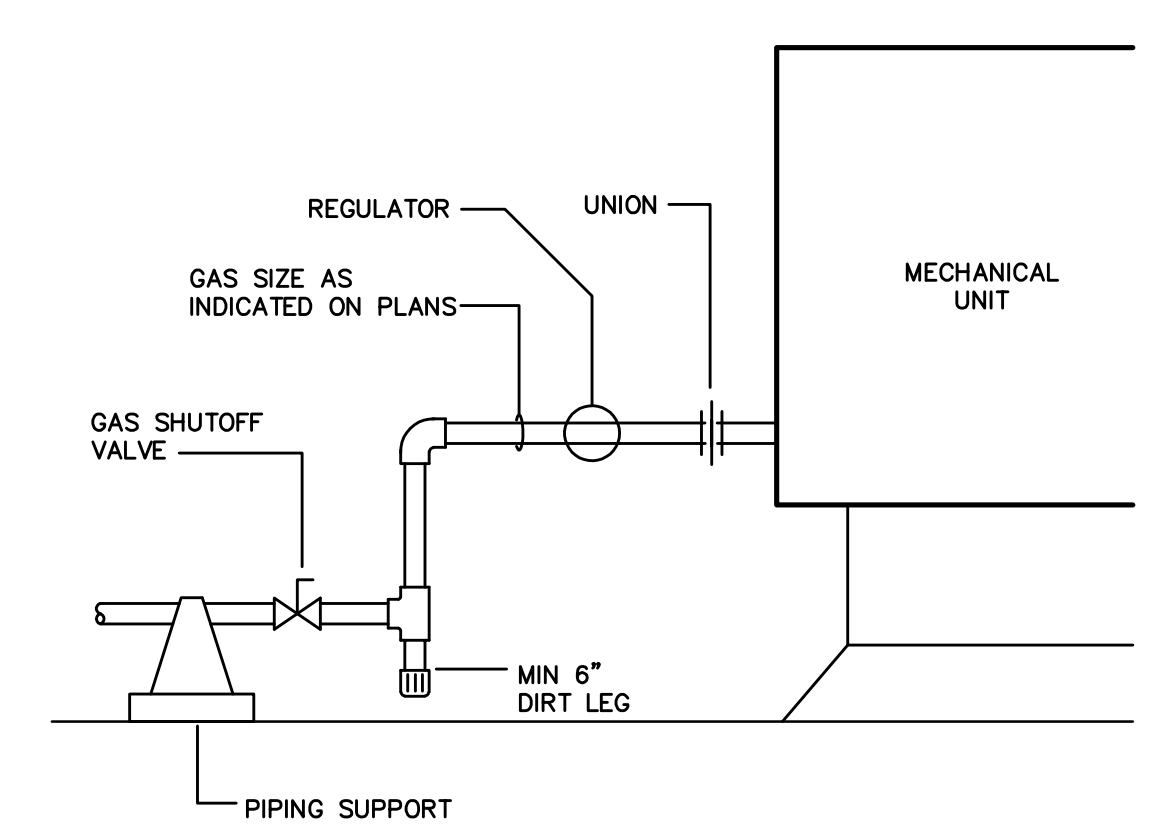 REGULATOR
UNION
GAS SIZE AS
INDICATED ON PLANS
MECHANICAL
UNIT
GAS SHUTOFF
VALVE
MIN 6”
DIRT LEG
PIPING SUPPORT